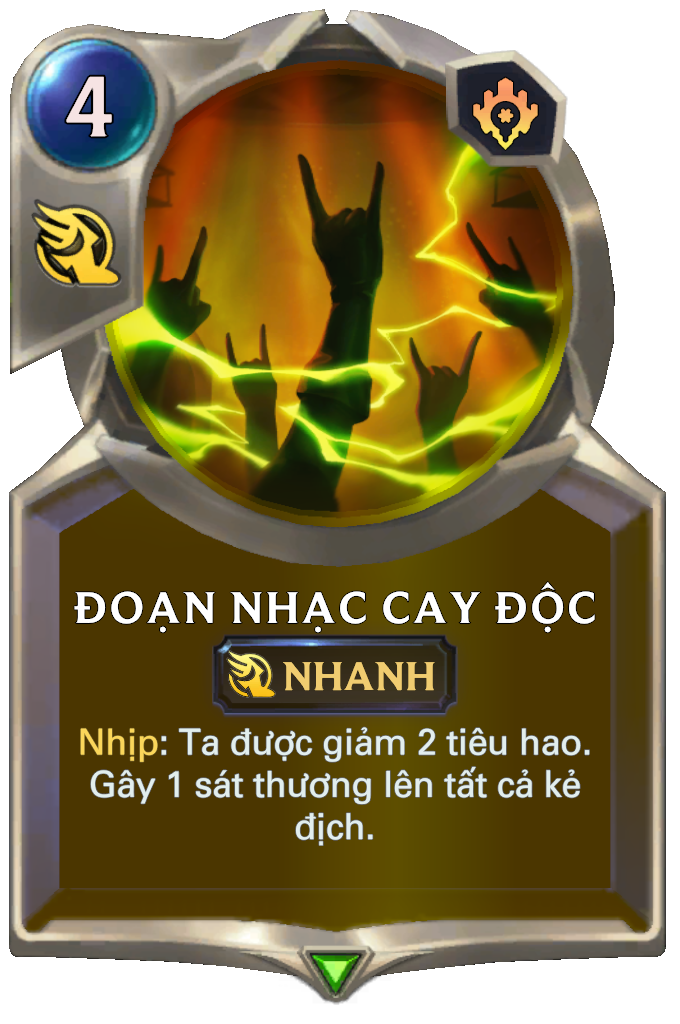 4
ĐOẠN NHẠC CAY ĐỘC
NHANH
Nhịp: Ta được giảm 2 tiêu hao.
Gây 1 sát thương lên tất cả kẻ
địch.